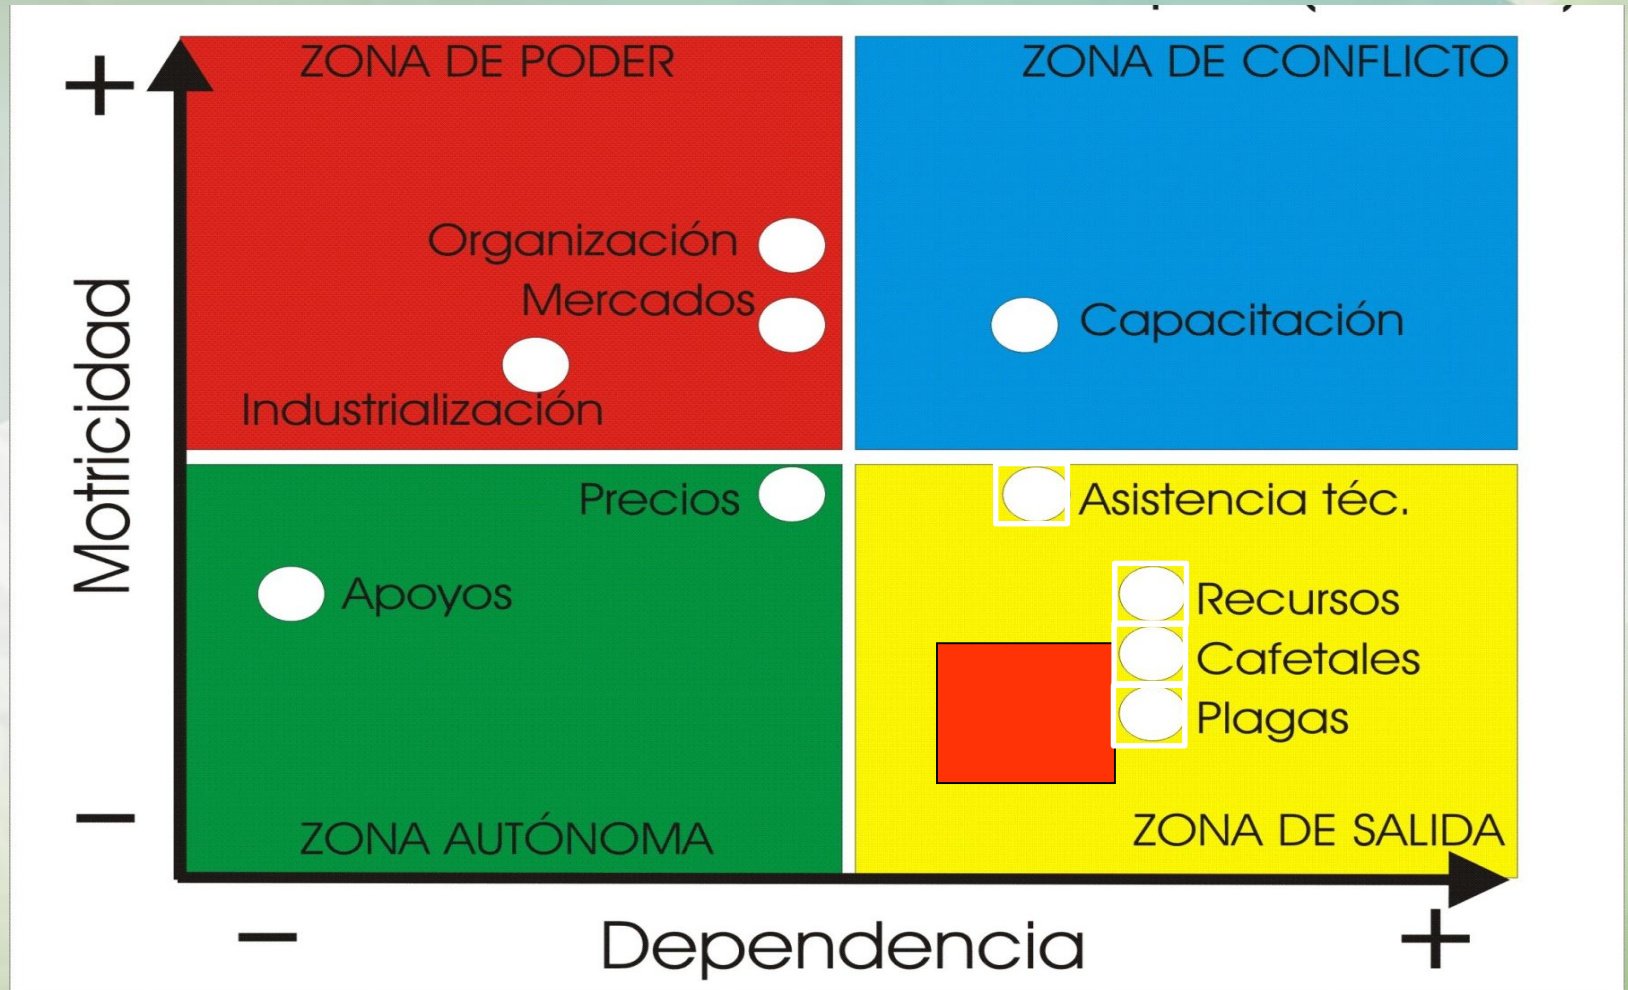 ZONA DE PODER
ZONA DE CONFLICTO
+
Organización
Mercados
Capacitación
Industrialización
Motricidad
Precios
Asistencia téc.
Apoyos
Recursos
Cafetales
Plagas
−
ZONA AUTÓNOMA
ZONA DE SALIDA
− Dependencia +